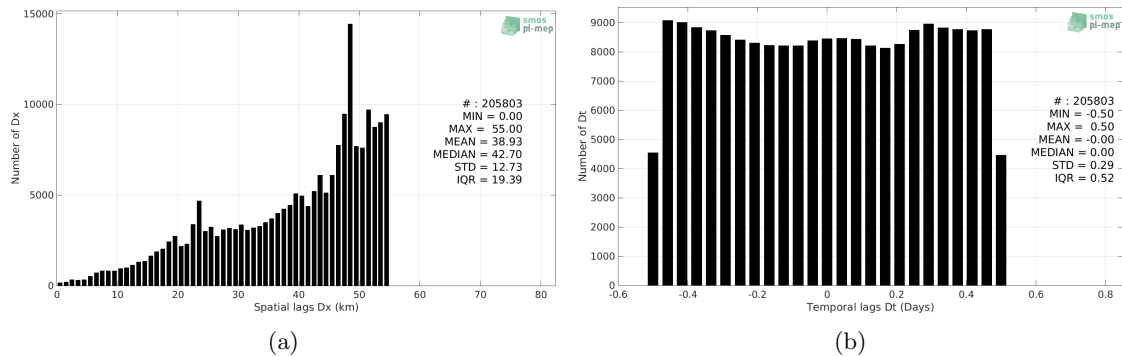 15000
10000
5000
0
Number of Dx
smos
pi-mep
# : 205803
MIN = 0.00
MAX = 55.00
MEAN = 38.93
MEDIAN = 42.70
STD = 12.73
IQR = 19.39
0 10 20 30 40 50 60 70 80
Spatial lags Dx (km)
(a)
9000
8000
7000
6000
5000
4000
3000
2000
1000
0
Number of Dt
smos
pi-mep
# : 205803
MIN = -0.50
MAX = 0.50
MEAN = -0.00
MEDIAN = 0.00
STD = 0.29
IQR = 0.52
-0.6 -0.4 -0.2 0 0.2 0.4 0.6 0.8
Temporal lags Dt (Days)
(b)